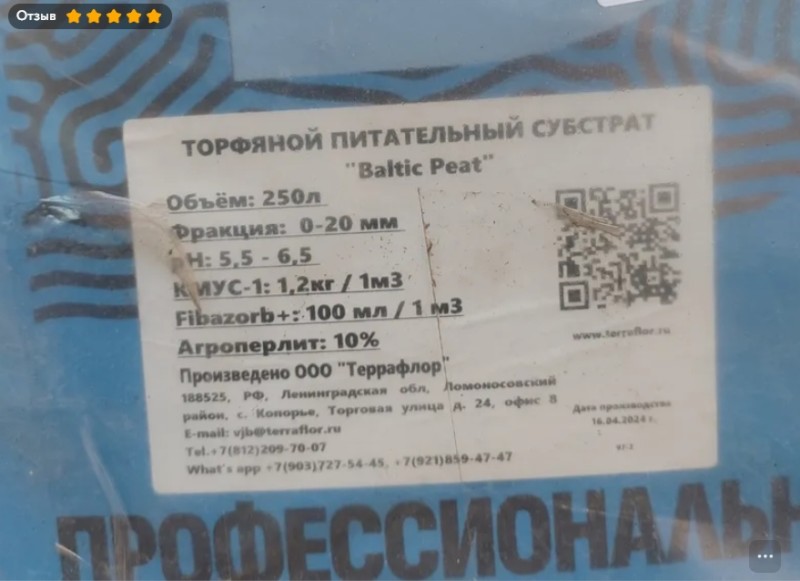 Отзыв
ТОРФЯНОЙ ПИТАТЕЛЬНЫЙ СУБСТРАТ
"Baltic Peat"
Объём: 250л
Фракция: 0-20 мм
pH: 5,5 - 6,5
КМУС-1: 1,2кг / 1м3
Fibazorb+: 100 мл / 1 м3
Агроперлит: 10%
Произведено ООО "Террафлор"
188525, РФ, Ленинградская обл, Ломоносовский
район, с. Копорье, Торговая улица д. 24, офис 8
E-mail: vjb@terraflor.ru
Tel.+7(812)209-70-07
What's app +7(903)727-54-45, +7(921)859-47-47
www.terraflor.ru
Дата производства
16.04.2024 г.
ПРОФЕССИОНАЛЬН